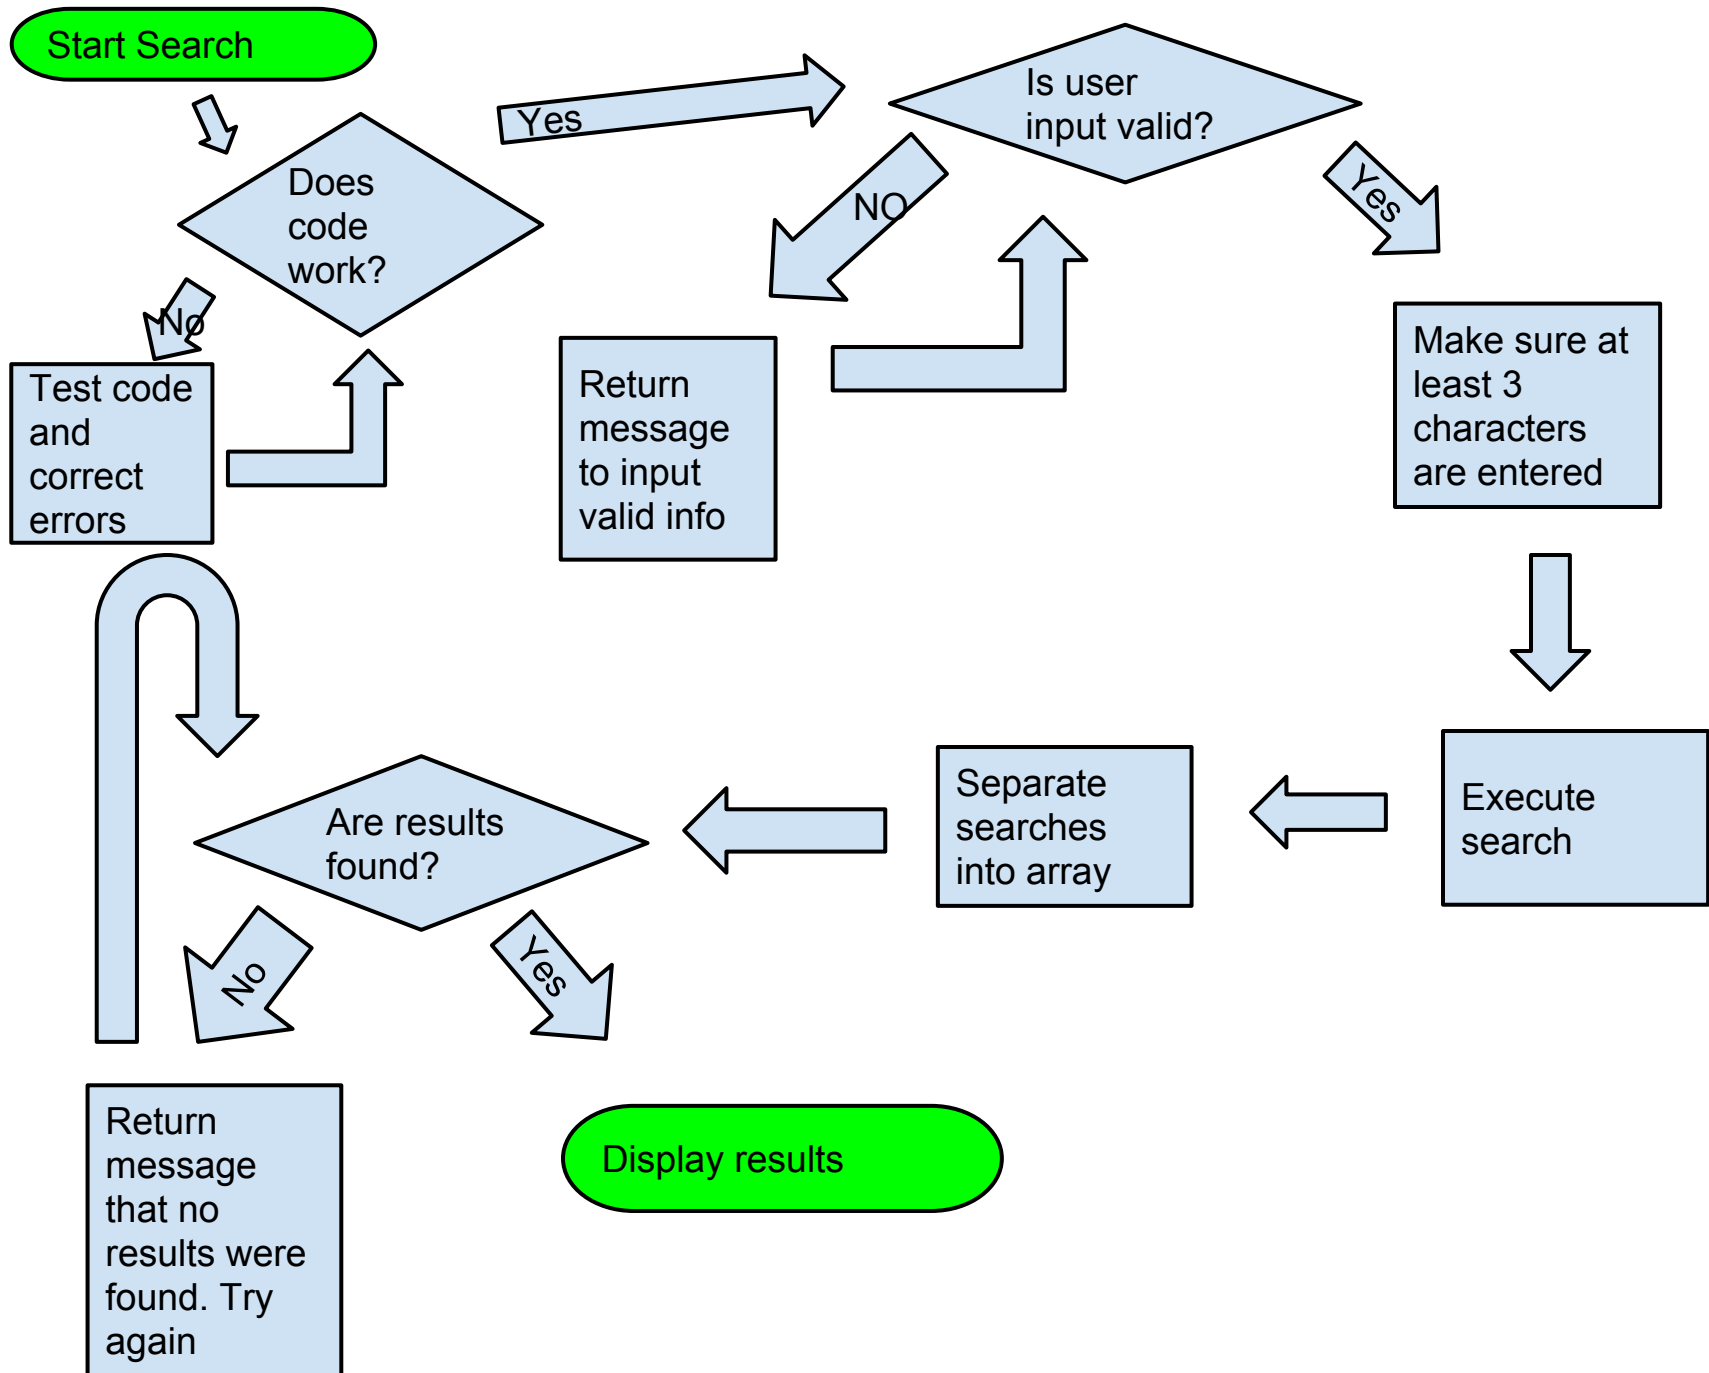 Start Search
Does
code
work?
Yes
No
Test code
and
correct
errors
Is user
input valid?
NO
Yes
Return
message
to input
valid info
Make sure at
least 3
characters
are entered
Execute
search
Separate
searches
into array
Are results
found?
No
Yes
Return
message
that no
results were
found. Try
again
Display results